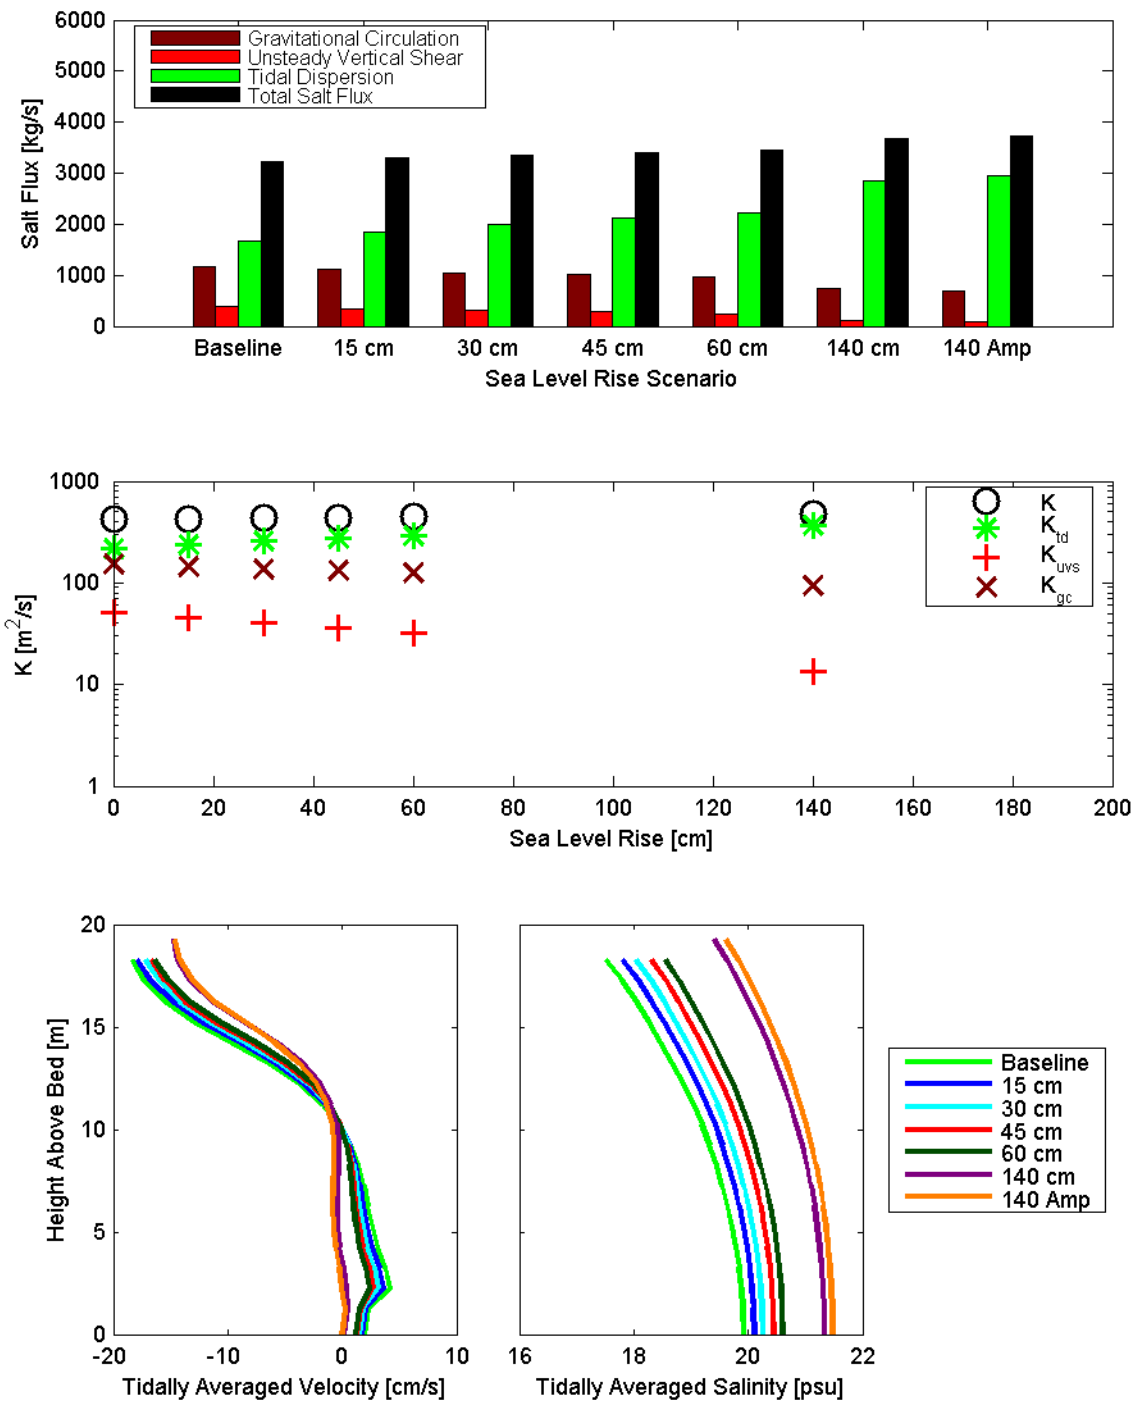 6000
5000
4000
3000
2000
1000
0
Salt Flux [kg/s]
Gravitational Circulation
Unsteady Vertical Shear
Tidal Dispersion
Total Salt Flux
Baseline 15 cm 30 cm 45 cm 60 cm 140 cm 140 Amp
Sea Level Rise Scenario
1000
100
10
1
K [m²/s]
K
K_td
K_uvs
K_gc
0 20 40 60 80 100 120 140 160 180 200
Sea Level Rise [cm]
20
15
10
5
0
Height Above Bed [m]
-20 -10 0 10
Tidally Averaged Velocity [cm/s]
16 18 20 22
Tidally Averaged Salinity [psu]
Baseline
15 cm
30 cm
45 cm
60 cm
140 cm
140 Amp